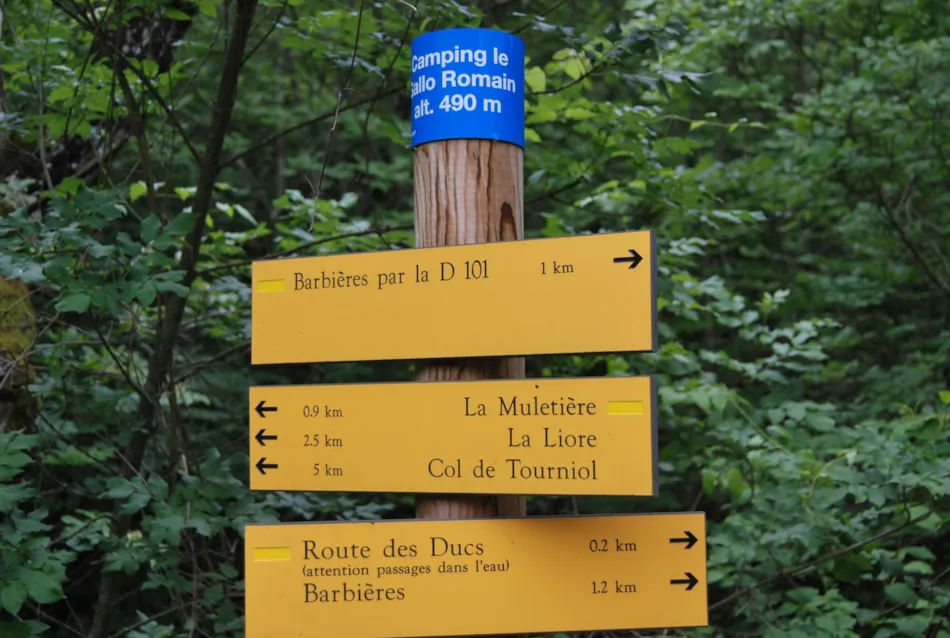 Camping le
Gallo Romain
alt. 490 m
Barbières par la D 101 1 km →
← 0.9 km La Muletière
← 2.5 km La Liore
← 5 km Col de Tourniol
Route des Ducs 0.2 km →
(attention passages dans l'eau)
Barbières 1.2 km →